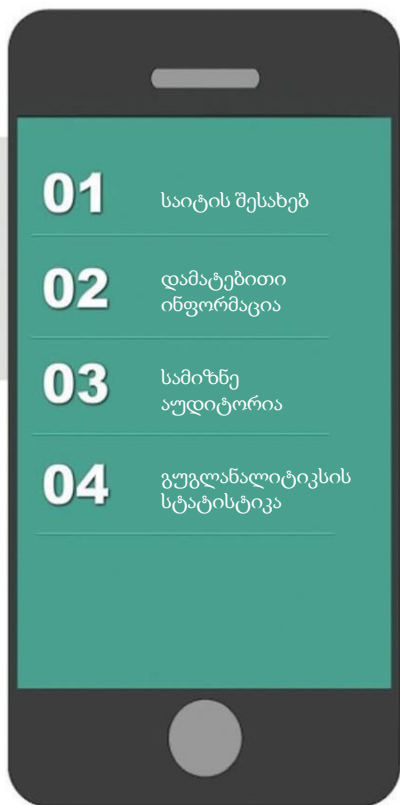 01
საიტის შესახებ
02
დამატებითი
ინფორმაცია
03
სამიზნე
აუდიტორია
04
გუგლანალიტიკსის
სტატისტიკა